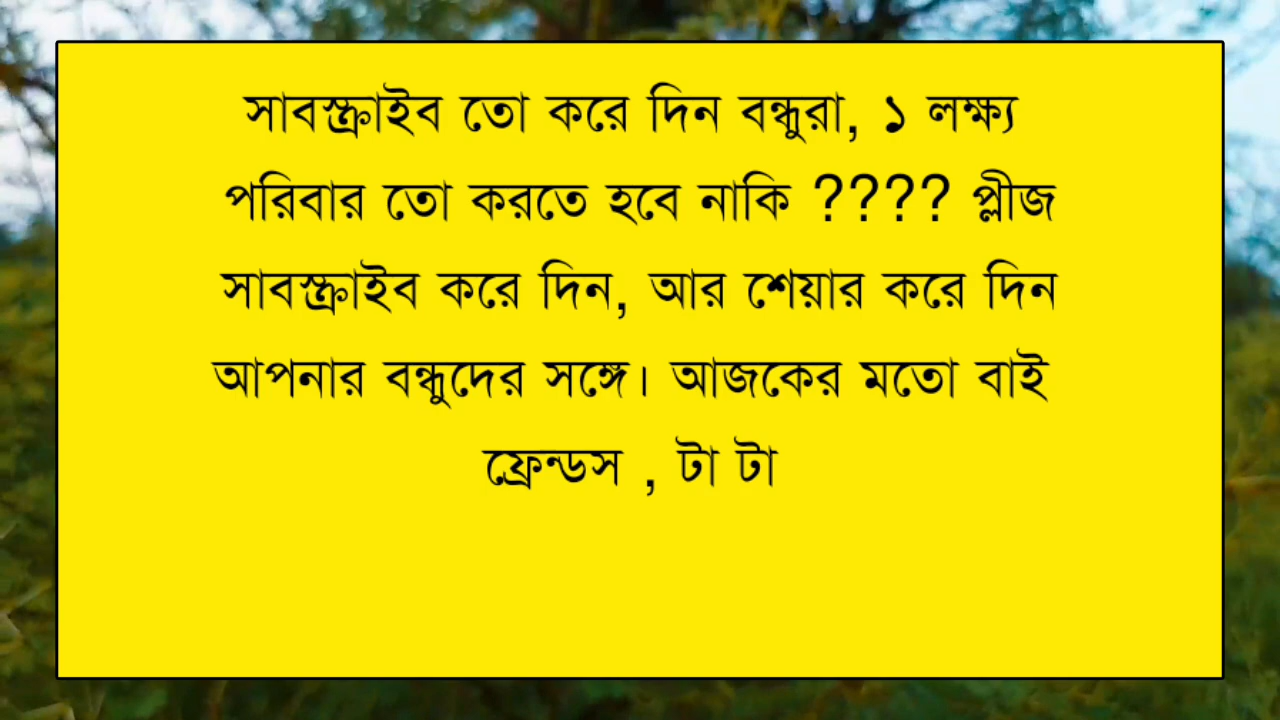 সাবস্ক্রাইব তো করে দিন বন্ধুরা, ১ লক্ষ্য
পরিবার তো করতে হবে নাকি ???? প্লীজ
সাবস্ক্রাইব করে দিন, আর শেয়ার করে দিন
আপনার বন্ধুদের সঙ্গে। আজকের মতো বাই
ফ্রেন্ডস , টা টা